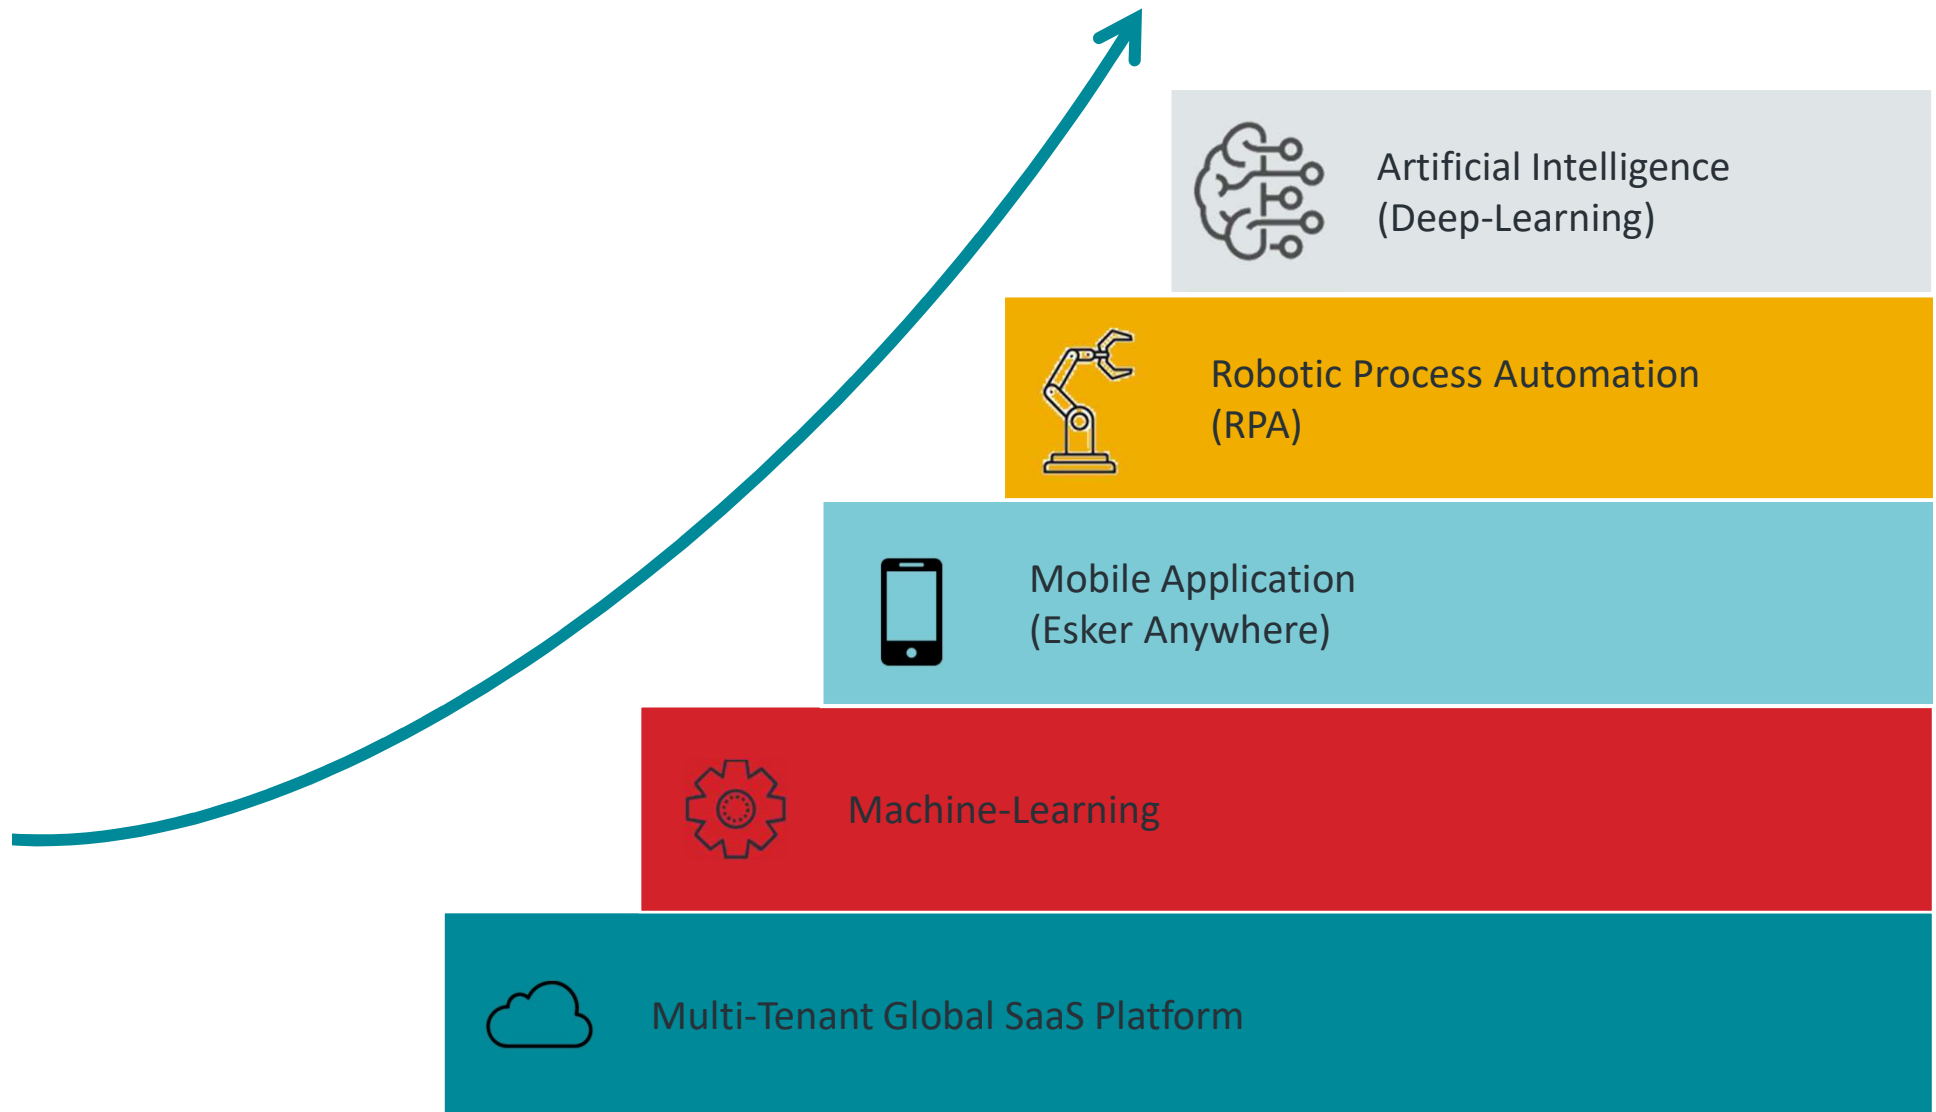 Artificial Intelligence
(Deep-Learning)
Robotic Process Automation
(RPA)
Mobile Application
(Esker Anywhere)
Machine-Learning
Multi-Tenant Global SaaS Platform